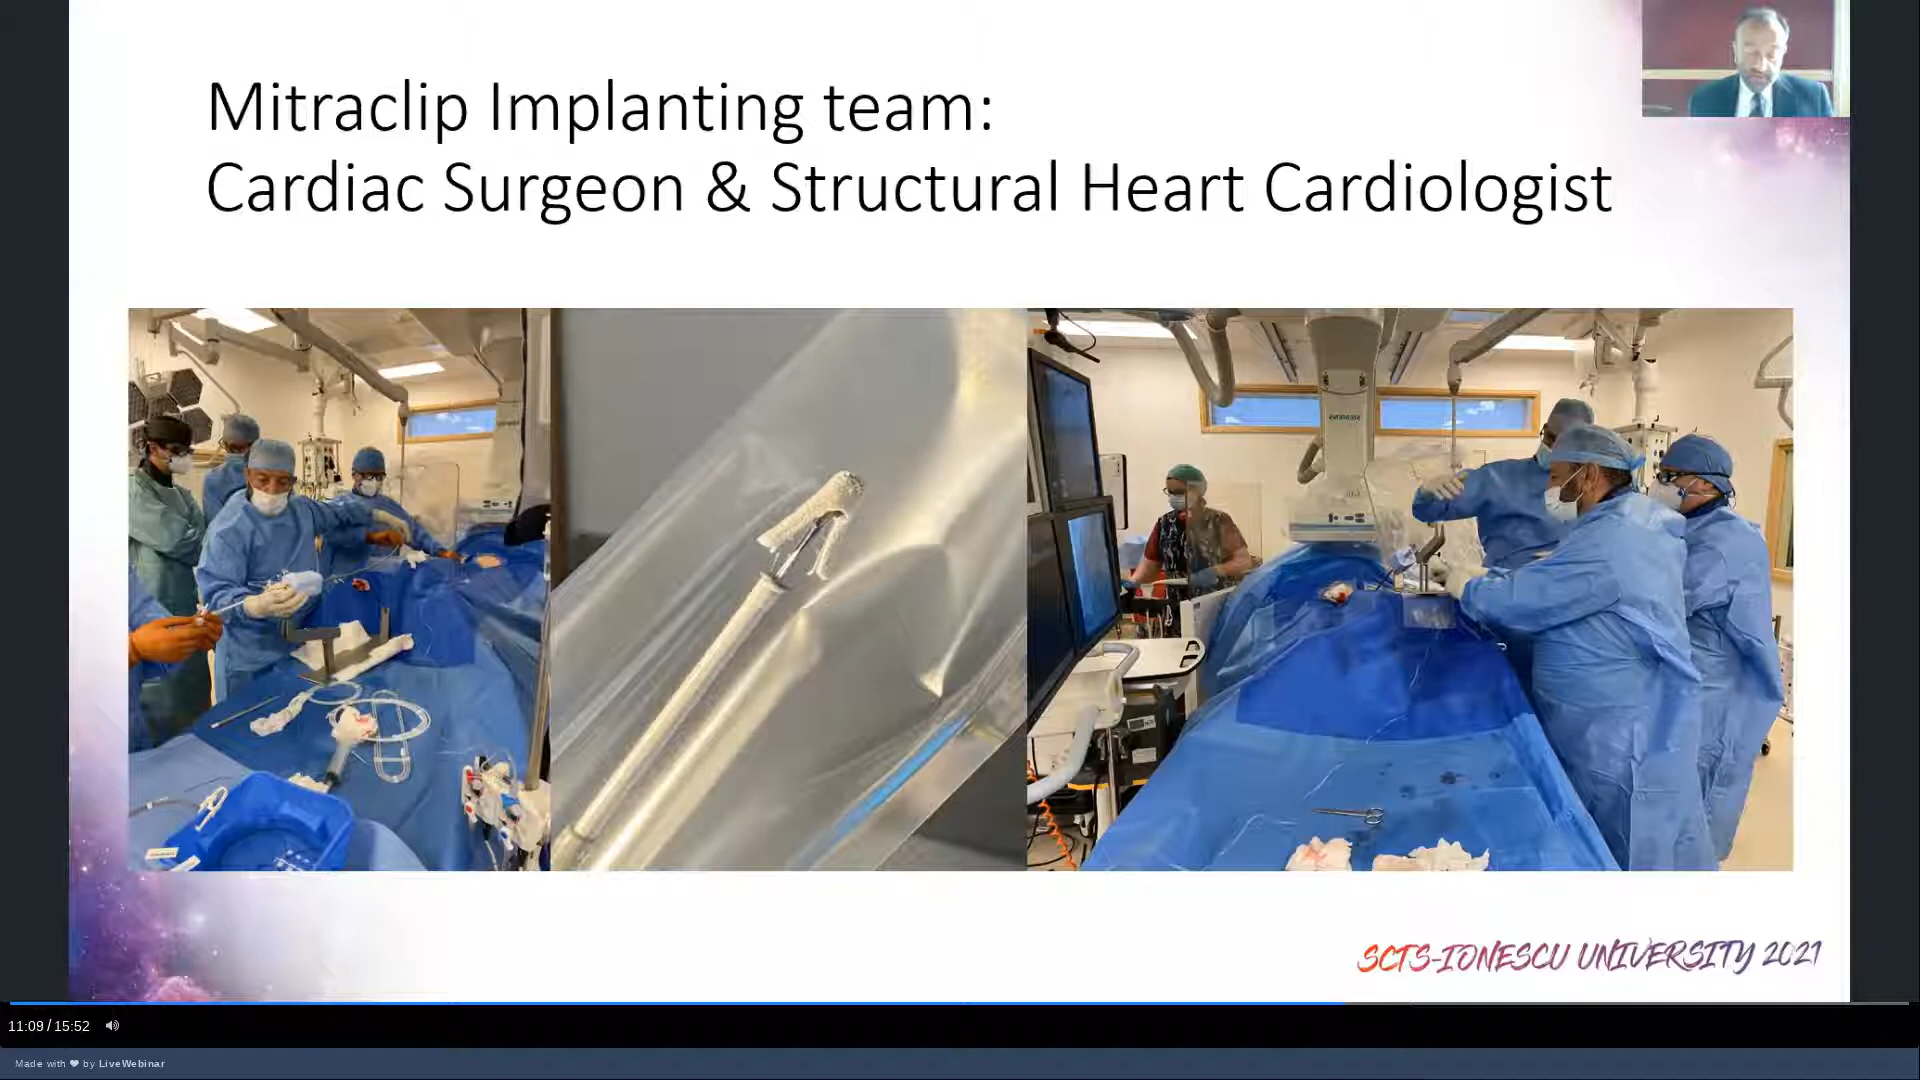 Mitraclip Implanting team:
Cardiac Surgeon & Structural Heart Cardiologist
SIEMENS
SCTS-IONESCU UNIVERSITY 2021
11:09 / 15:52
Made with ❤ by LiveWebinar